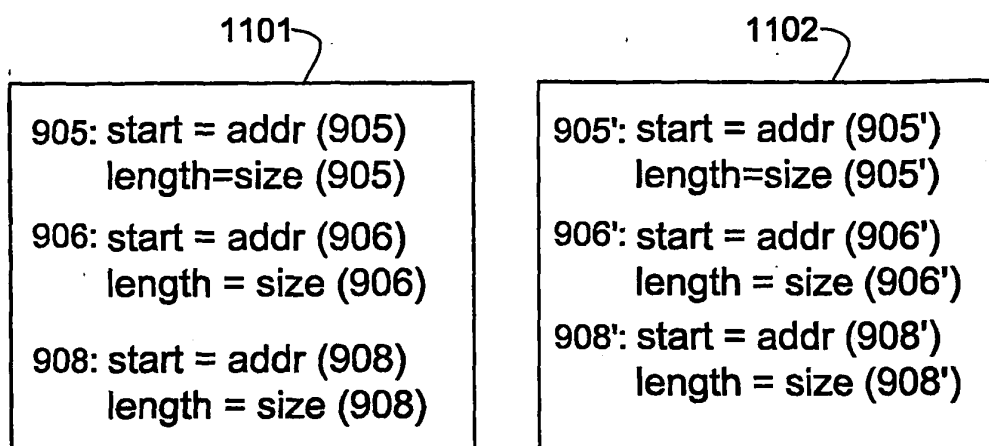 1101
905: start = addr (905)
length=size (905)
906: start = addr (906)
length = size (906)
908: start = addr (908)
length = size (908)
1102
905': start = addr (905')
length=size (905')
906': start = addr (906')
length = size (906')
908': start = addr (908')
length = size (908')